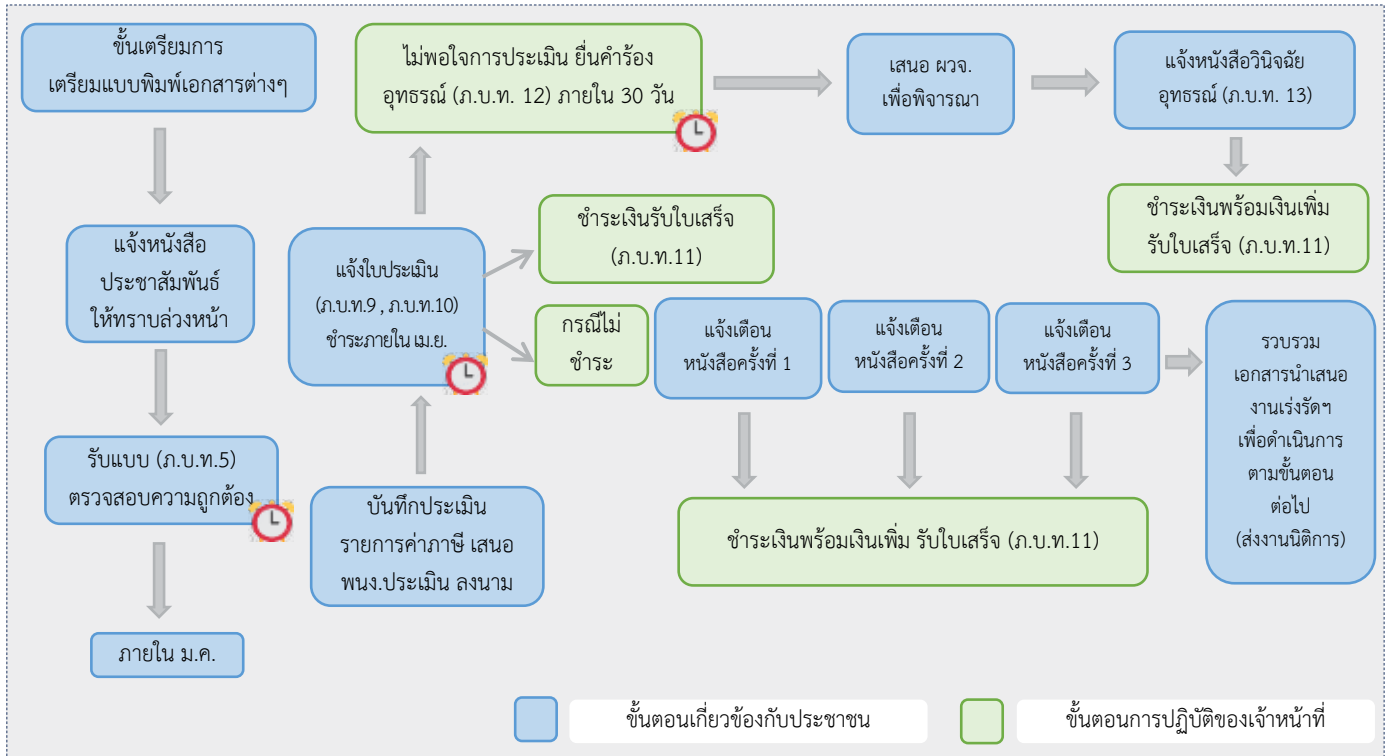 ขั้นเตรียมการ
เตรียมแบบพิมพ์เอกสารต่างๆ
แจ้งหนังสือ
ประชาสัมพันธ์
ให้ทราบล่วงหน้า
รับแบบ (ภ.บ.ท.5)
ตรวจสอบความถูกต้อง
ภายใน ม.ค.
บันทึกประเมิน
รายการค่าภาษี เสนอ
พนง.ประเมิน ลงนาม
แจ้งใบประเมิน
(ภ.บ.ท.9 , ภ.บ.ท.10)
ชำระภายใน เม.ย.
ไม่พอใจการประเมิน ยื่นคำร้อง
อุทธรณ์ (ภ.บ.ท. 12) ภายใน 30 วัน
เสนอ ผวจ.
เพื่อพิจารณา
แจ้งหนังสือวินิจฉัย
อุทธรณ์ (ภ.บ.ท. 13)
ชำระเงินพร้อมเงินเพิ่ม
รับใบเสร็จ (ภ.บ.ท.11)
ชำระเงินรับใบเสร็จ
(ภ.บ.ท.11)
กรณีไม่
ชำระ
แจ้งเตือน
หนังสือครั้งที่ 1
แจ้งเตือน
หนังสือครั้งที่ 2
แจ้งเตือน
หนังสือครั้งที่ 3
รวบรวม
เอกสารนำเสนอ
งานเร่งรัดฯ
เพื่อดำเนินการ
ตามขั้นตอน
ต่อไป
(ส่งงานนิติการ)
ชำระเงินพร้อมเงินเพิ่ม รับใบเสร็จ (ภ.บ.ท.11)
ขั้นตอนเกี่ยวข้องกับประชาชน
ขั้นตอนการปฏิบัติของเจ้าหน้าที่